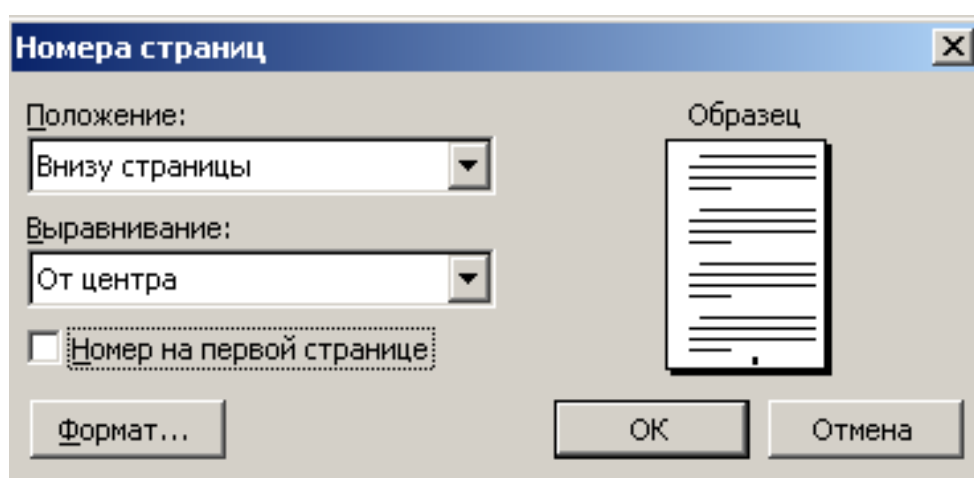 Номера страниц
Положение:
Образец
Внизу страницы
Выравнивание:
От центра
Номер на первой странице
Формат...
ОК
Отмена